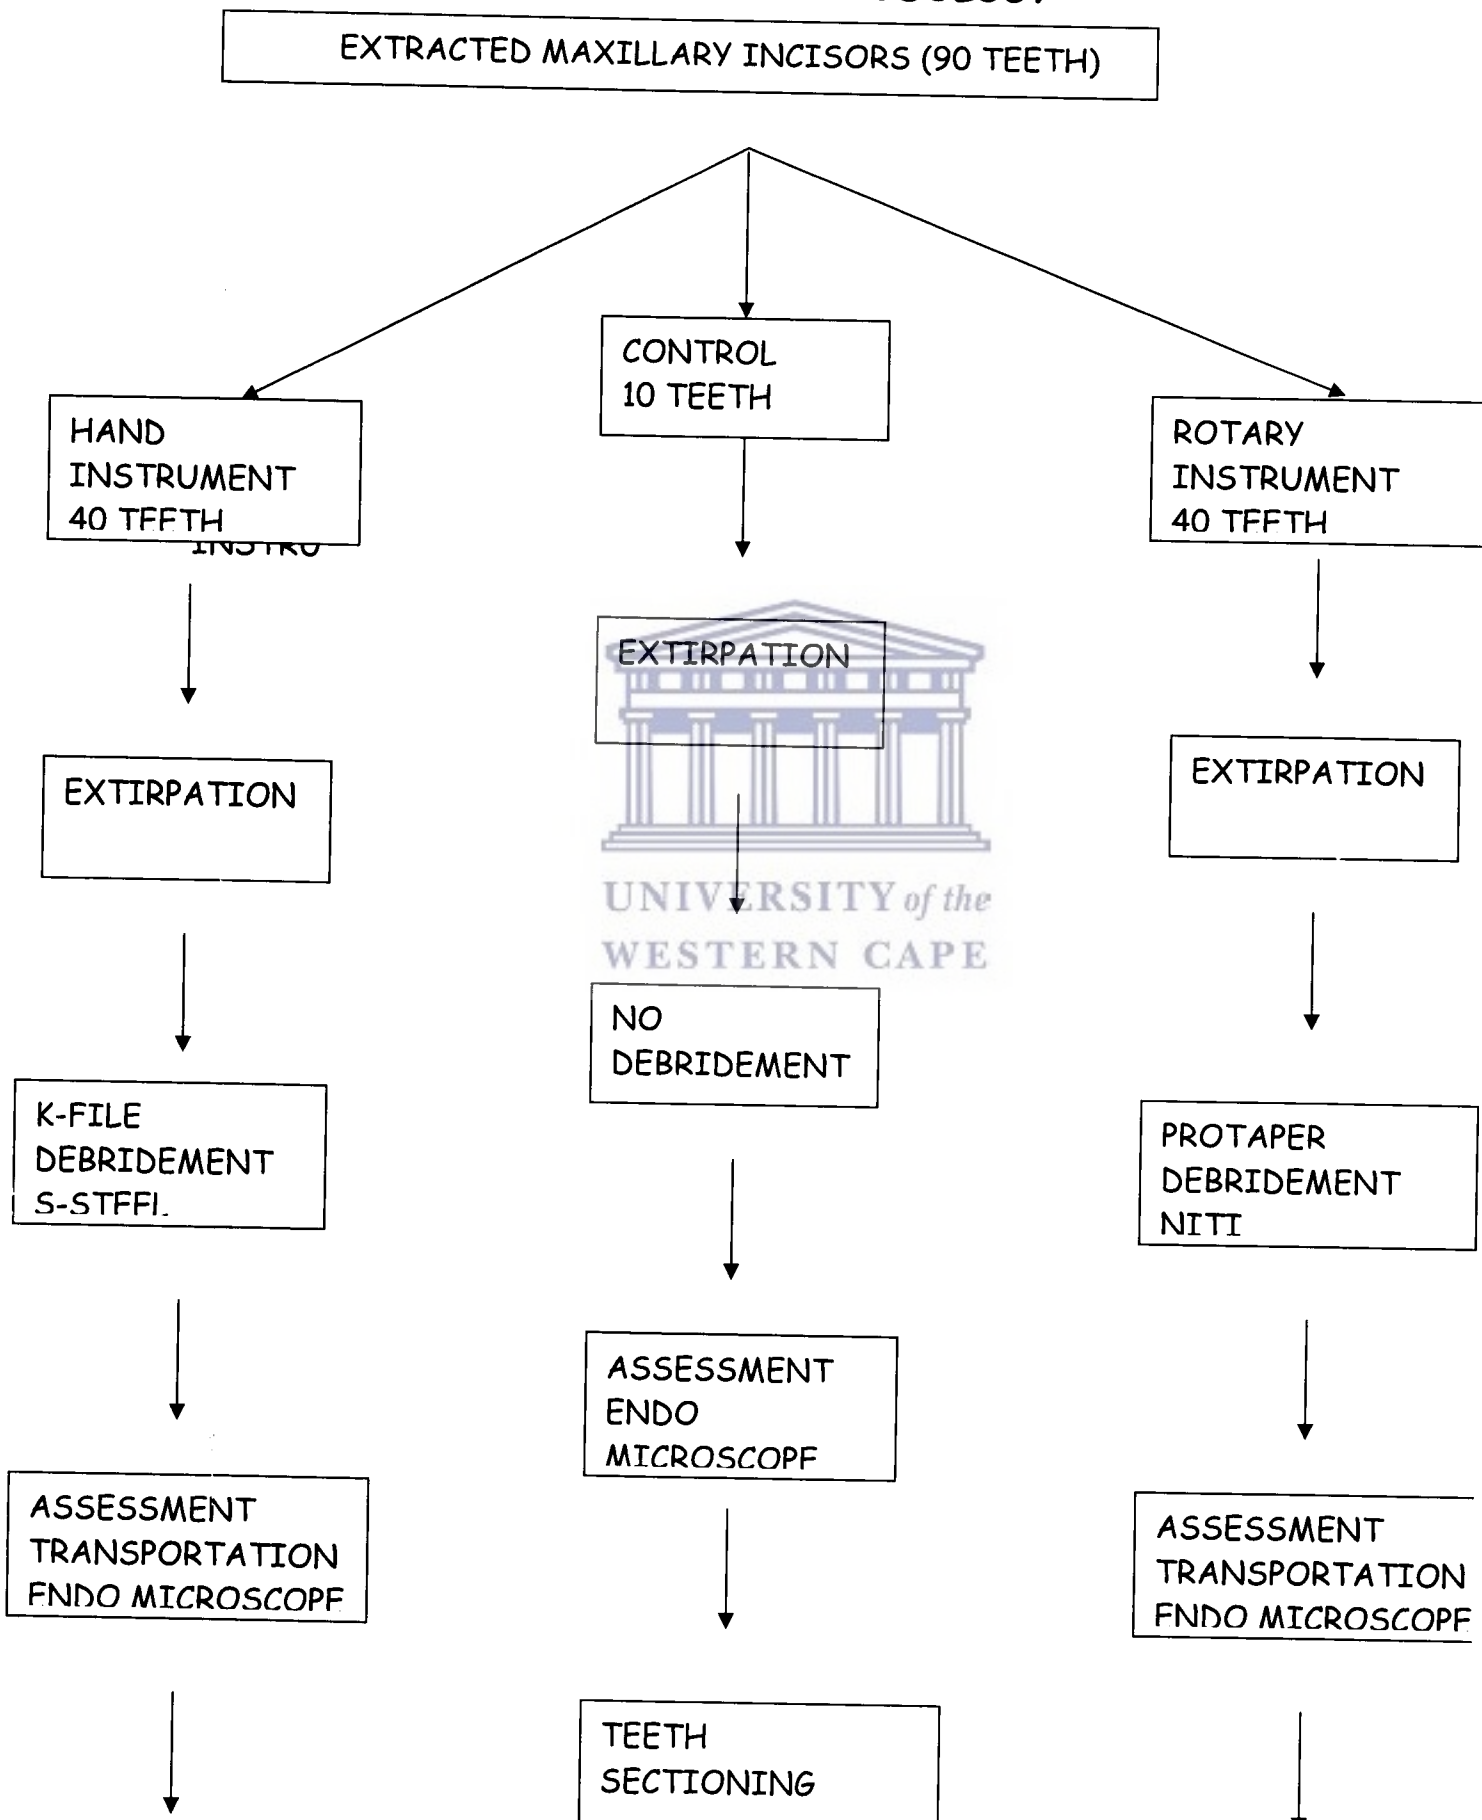 EXTRACTED MAXILLARY INCISORS (90 TEETH)
CONTROL
10 TEETH
HAND
INSTRUMENT
40 TEETH
INSTRU
ROTARY
INSTRUMENT
40 TEETH
EXTIRPATION
EXTIRPATION
EXTIRPATION
UNIVERSITY of the
WESTERN CAPE
NO
DEBRIDEMENT
K-FILE
DEBRIDEMENT
S-STEEL
PROTAPER
DEBRIDEMENT
NITI
ASSESSMENT
ENDO
MICROSCOPE
ASSESSMENT
TRANSPORTATION
ENDO MICROSCOPE
ASSESSMENT
TRANSPORTATION
ENDO MICROSCOPE
TEETH
SECTIONING